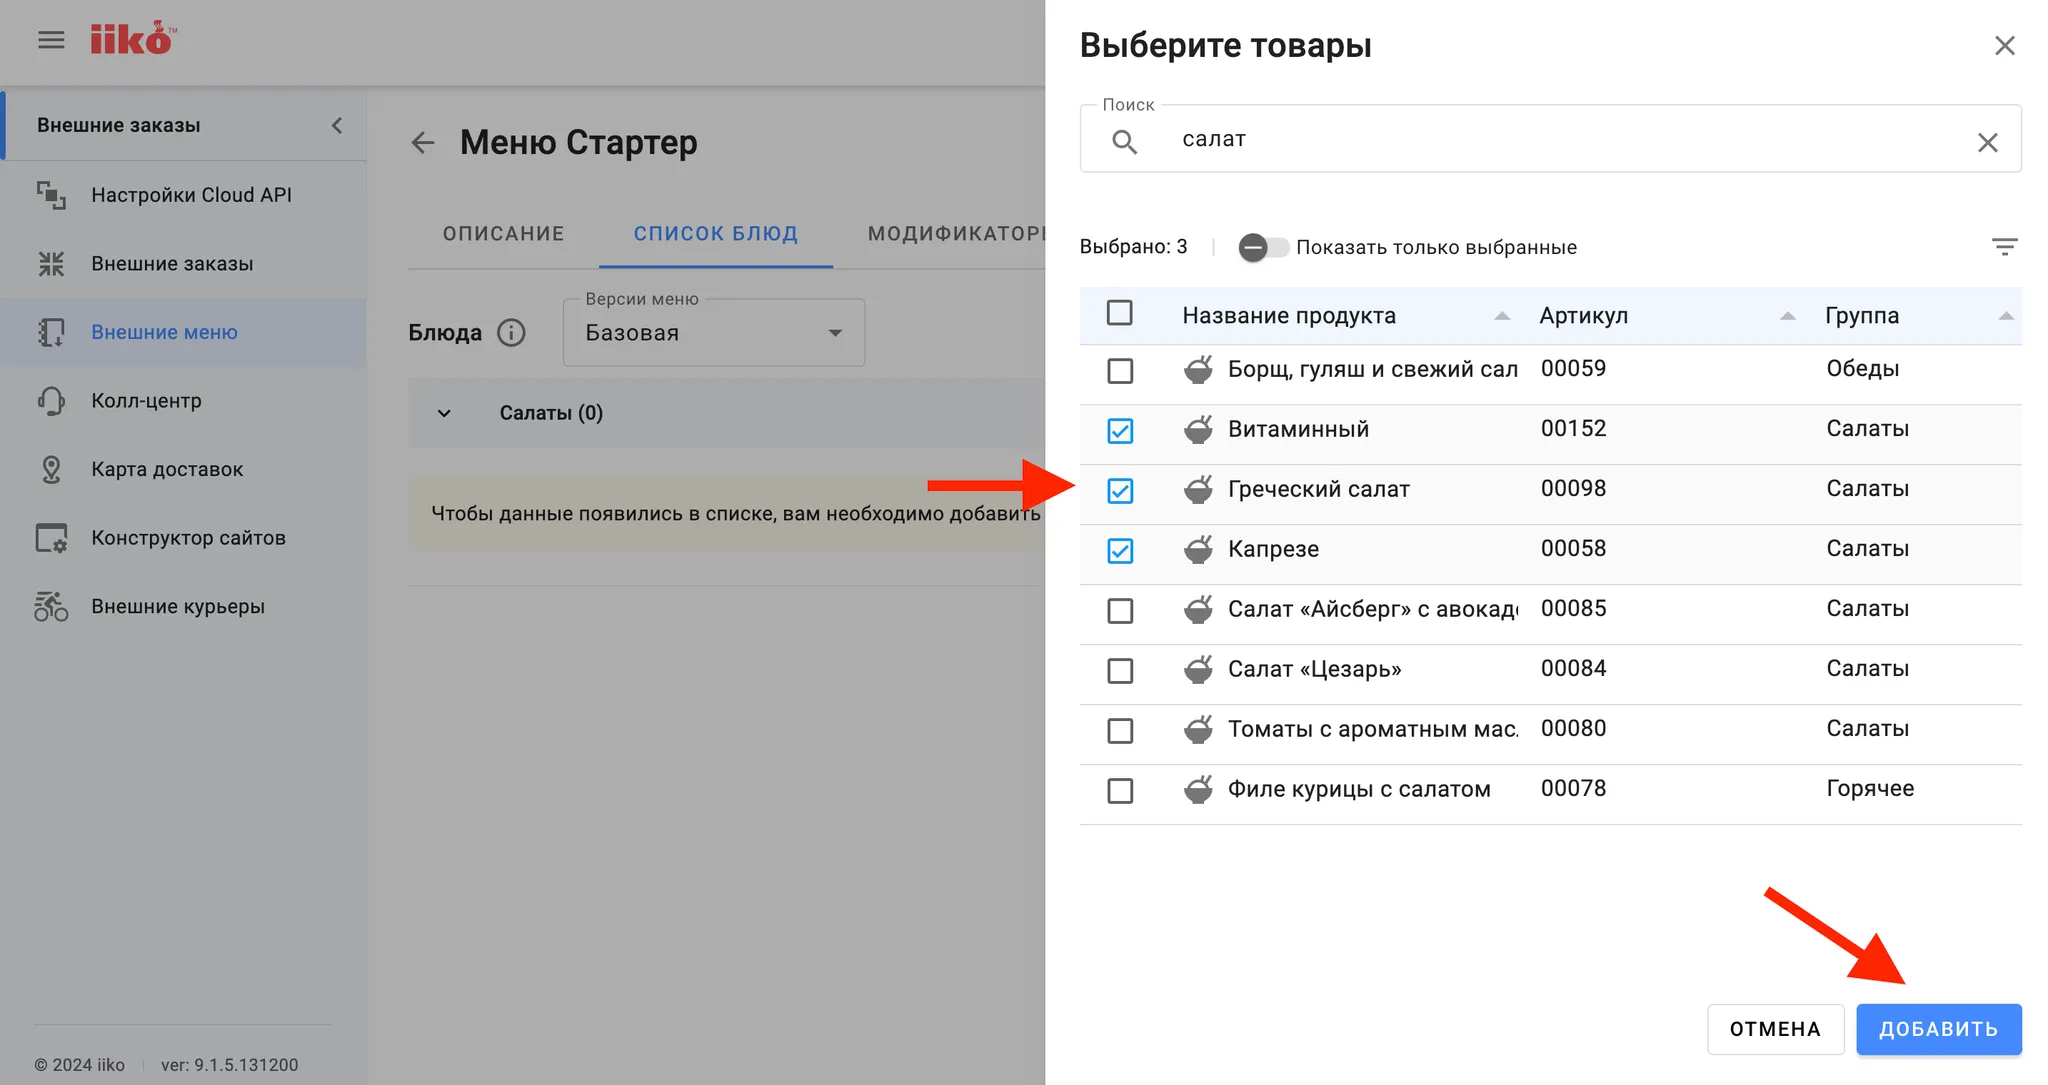 iiko™
Внешние заказы
Настройки Cloud API
Внешние заказы
Внешние меню
Колл-центр
Карта доставок
Конструктор сайтов
Внешние курьеры
© 2024 iiko
ver: 9.1.5.131200
Меню Стартер
ОПИСАНИЕ СПИСОК БЛЮД МОДИФИКАТОРЫ
Блюда
Версии меню
Базовая
Салаты (0)
Чтобы данные появились в списке, вам необходимо добавить
Выберите товары
Поиск
салат
Выбрано: 3
Показать только выбранные
Название продукта Артикул Группа
Борщ, гуляш и свежий сал 00059 Обеды
Витаминный 00152 Салаты
Греческий салат 00098 Салаты
Капрезе 00058 Салаты
Салат «Айсберг» с авокадо 00085 Салаты
Салат «Цезарь» 00084 Салаты
Томаты с ароматным мас. 00080 Салаты
Филе курицы с салатом 00078 Горячее
ОТМЕНА ДОБАВИТЬ